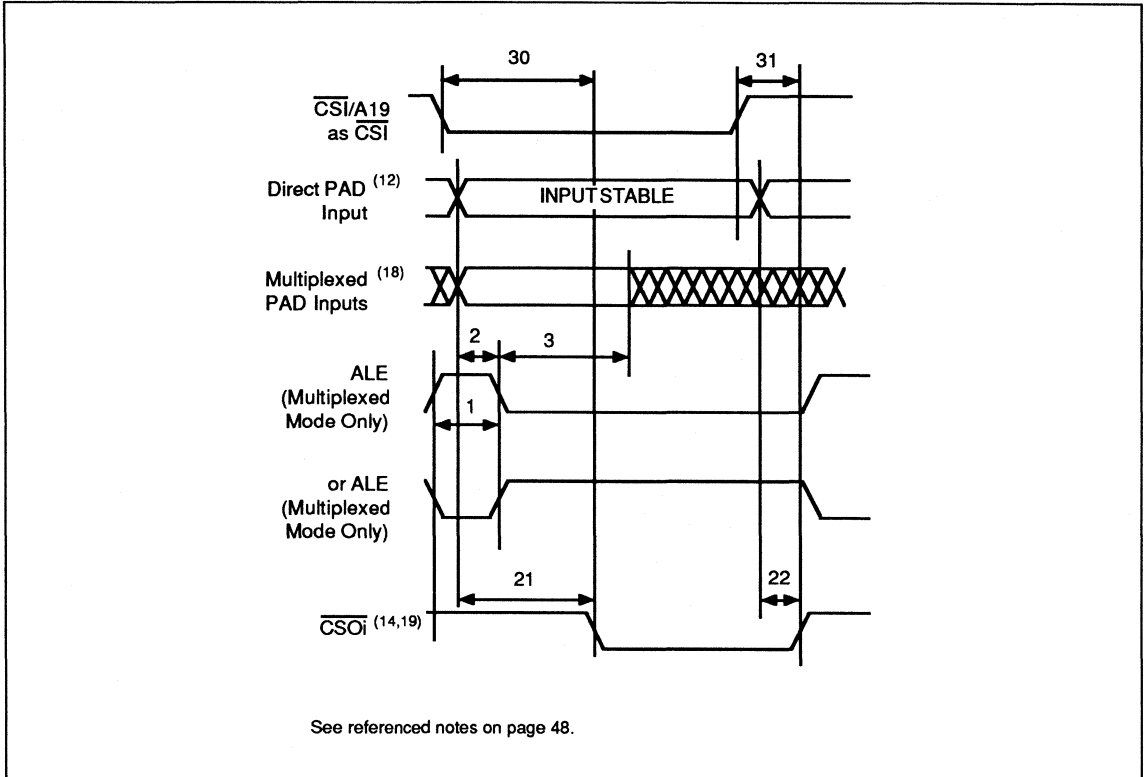 30
31
CSI/A19
as CSI
Direct PAD (12)
Input
INPUT STABLE
Multiplexed (18)
PAD Inputs
2
3
ALE
(Multiplexed
Mode Only)
1
or ALE
(Multiplexed
Mode Only)
21
22
CSOi (14,19)
See referenced notes on page 48.